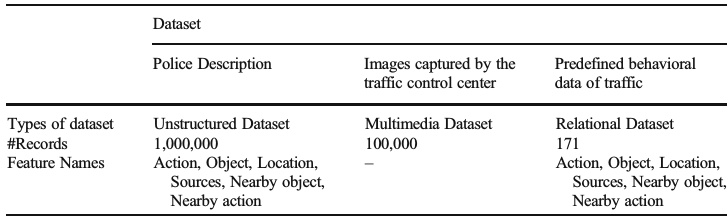 Dataset
Police Description Images captured by the Predefined behavioral
traffic control center data of traffic
Types of dataset Unstructured Dataset Multimedia Dataset Relational Dataset
#Records 1,000,000 100,000 171
Feature Names Action, Object, Location, – Action, Object, Location,
Sources, Nearby object, Sources, Nearby object,
Nearby action Nearby action